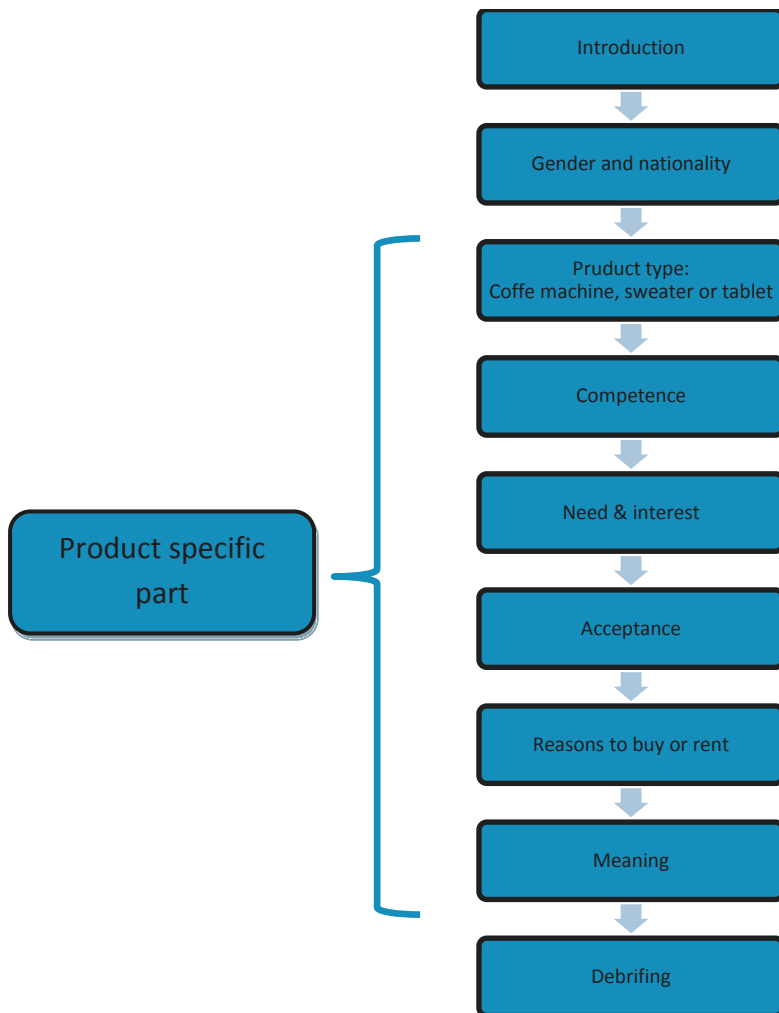 Introduction
Gender and nationality
Pruduct type:
Coffe machine, sweater or tablet
Competence
Need & interest
Product specific
part
Acceptance
Reasons to buy or rent
Meaning
Debrifing